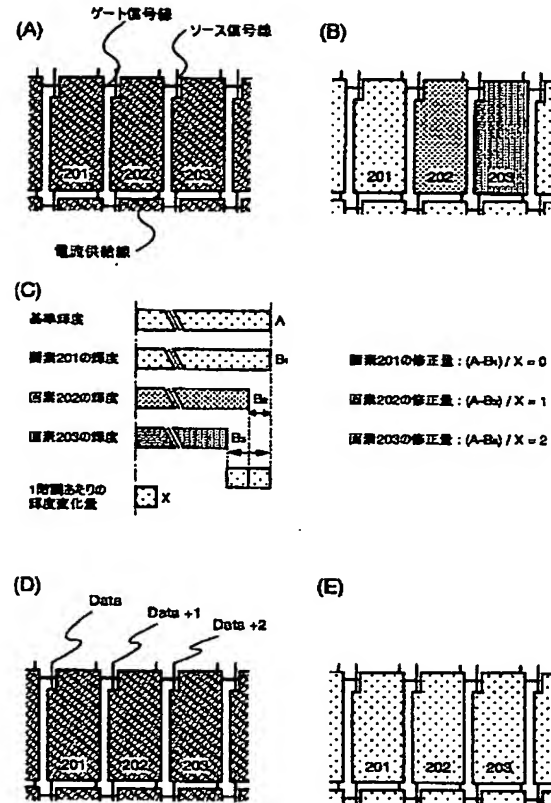 (A)
ゲート信号線
ソース信号線
201
202
203
電流供給線
(B)
201
202
203
(C)
基準輝度
A
画素201の輝度
B₁
画素202の輝度
B₂
画素203の輝度
B₃
1階調あたりの
輝度変化量
X
画素201の修正量:(A-B₁)/X=0
画素202の修正量:(A-B₂)/X=1
画素203の修正量:(A-B₃)/X=2
(D)
Data
Data +1
Data +2
201
202
203
(E)
201
202
203